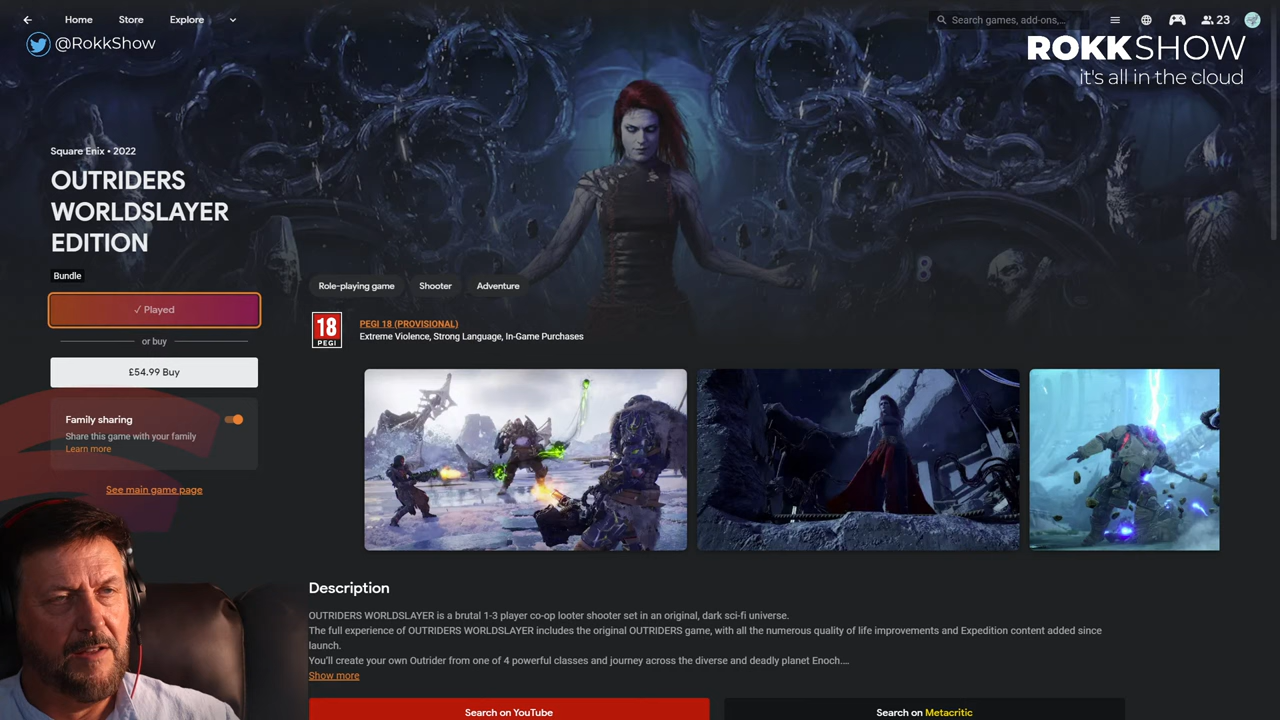 Home
Store
Explore
Search games, add-ons,...
23
@RokkShow
ROKKSHOW
it's all in the cloud
Square Enix • 2022
OUTRIDERS
WORLDSLAYER
EDITION
Bundle
✓ Played
or buy
£54.99 Buy
Family sharing
Share this game with your family
Learn more
See main game page
Role-playing game
Shooter
Adventure
18
PEGI
PEGI 18 (PROVISIONAL)
Extreme Violence, Strong Language, In-Game Purchases
Description
OUTRIDERS WORLDSLAYER is a brutal 1-3 player co-op looter shooter set in an original, dark sci-fi universe.
The full experience of OUTRIDERS WORLDSLAYER includes the original OUTRIDERS game, with all the numerous quality of life improvements and Expedition content added since
launch.
You'll create your own Outrider from one of 4 powerful classes and journey across the diverse and deadly planet Enoch....
Show more
Search on YouTube
Search on Metacritic